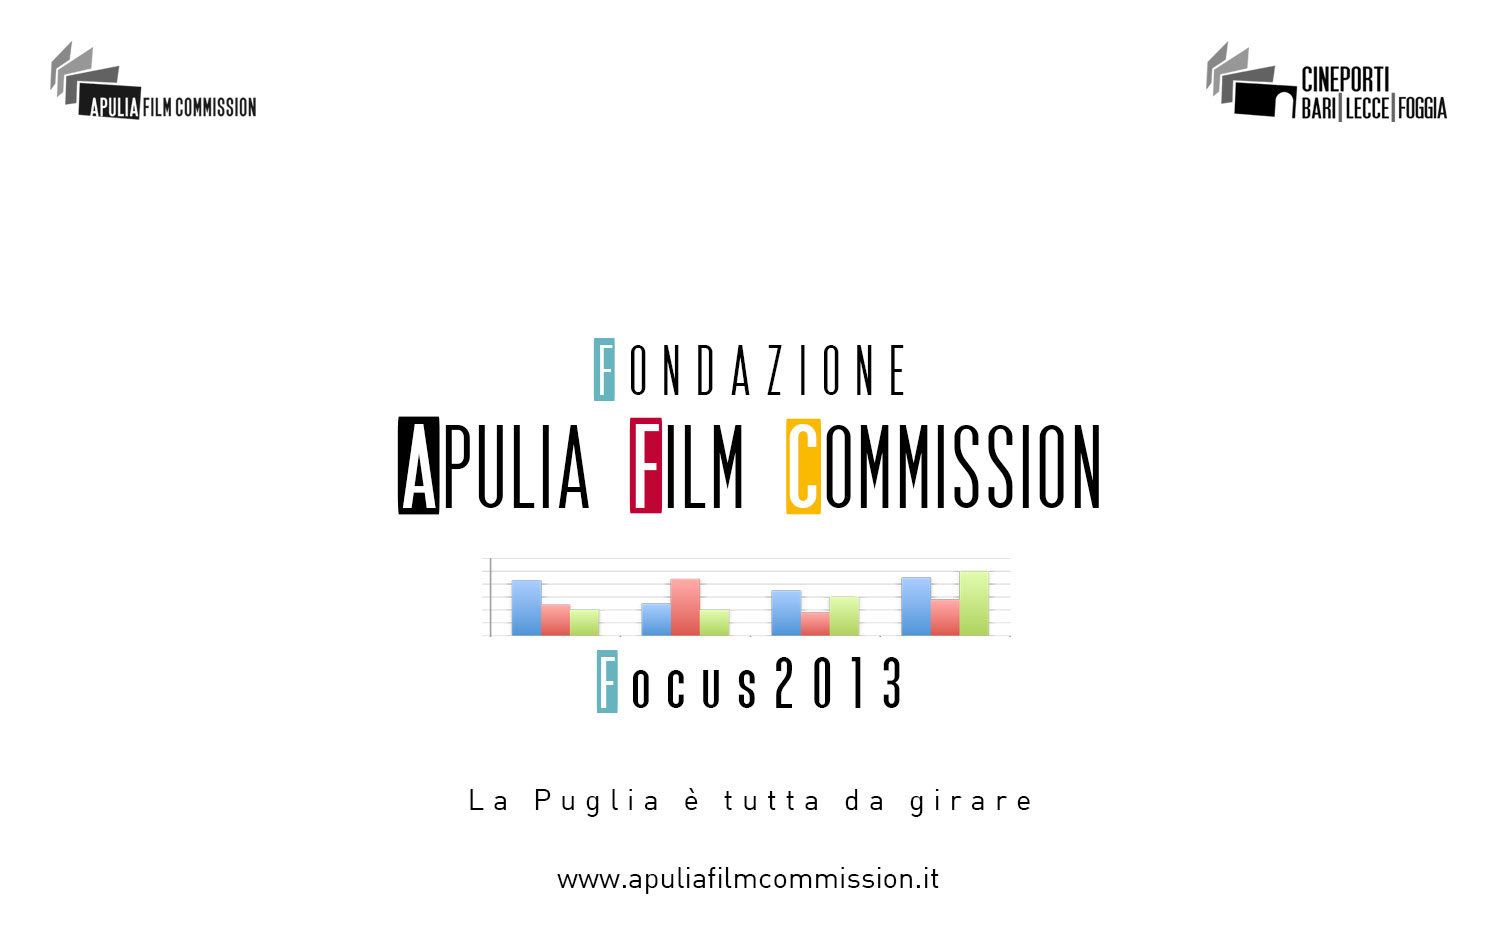 APULIA FILM COMMISSION
CINEPORTI
BARI|LECCE|FOGGIA
FONDAZIONE
APULIA FILM COMMISSION
Focus2013
La Puglia è tutta da girare
www.apuliafilmcommission.it